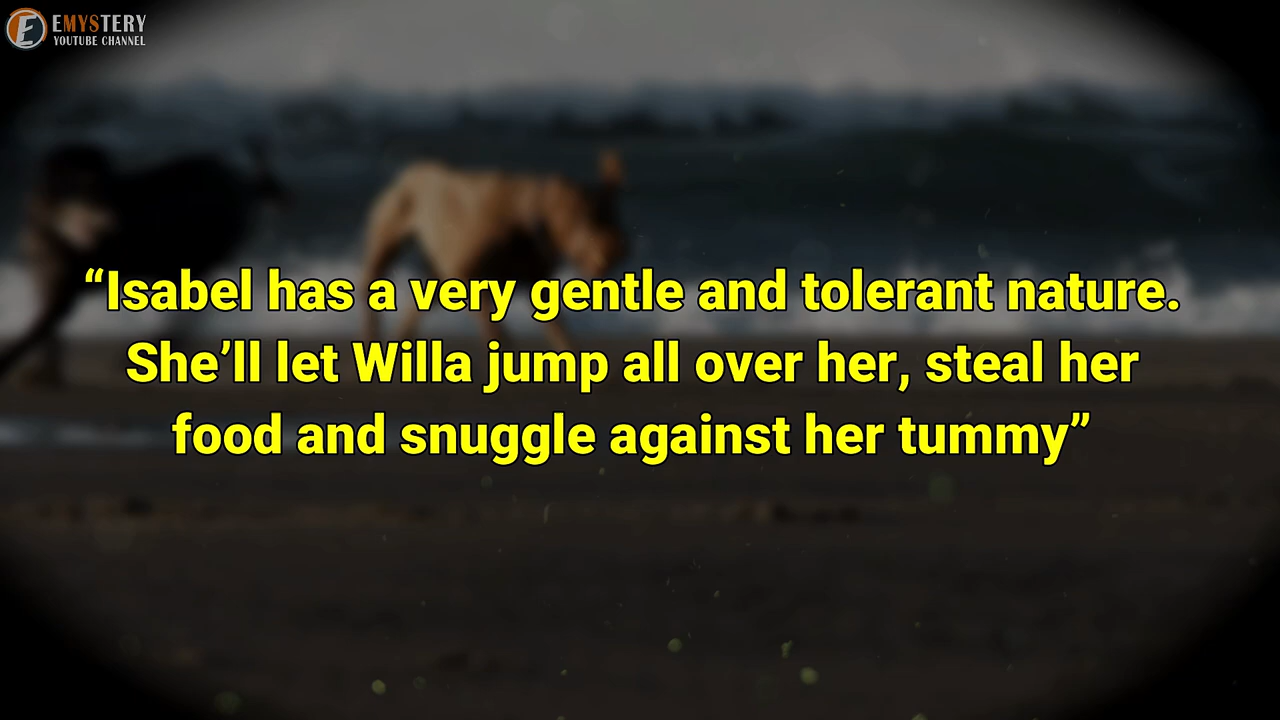 EMYSTERY
YOUTUBE CHANNEL
“Isabel has a very gentle and tolerant nature.
She’ll let Willa jump all over her, steal her
food and snuggle against her tummy”